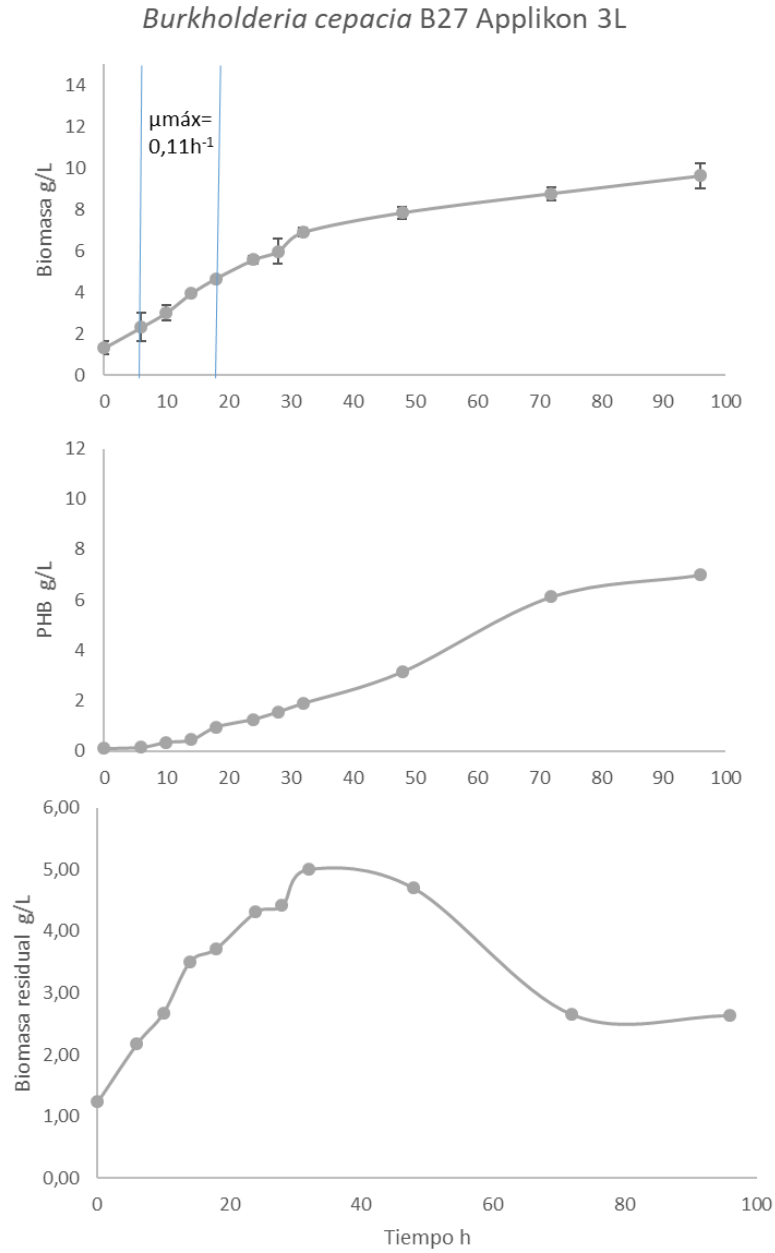 Burkholderia cepacia B27 Applikon 3L
µmáx=
0,11h-1
Biomasa g/L
14
12
10
8
6
4
2
0
0 10 20 30 40 50 60 70 80 90 100
PHB g/L
12
10
8
6
4
2
0
0 10 20 30 40 50 60 70 80 90 100
Biomasa residual g/L
6,00
5,00
4,00
3,00
2,00
1,00
0,00
0 20 40 60 80 100
Tiempo h